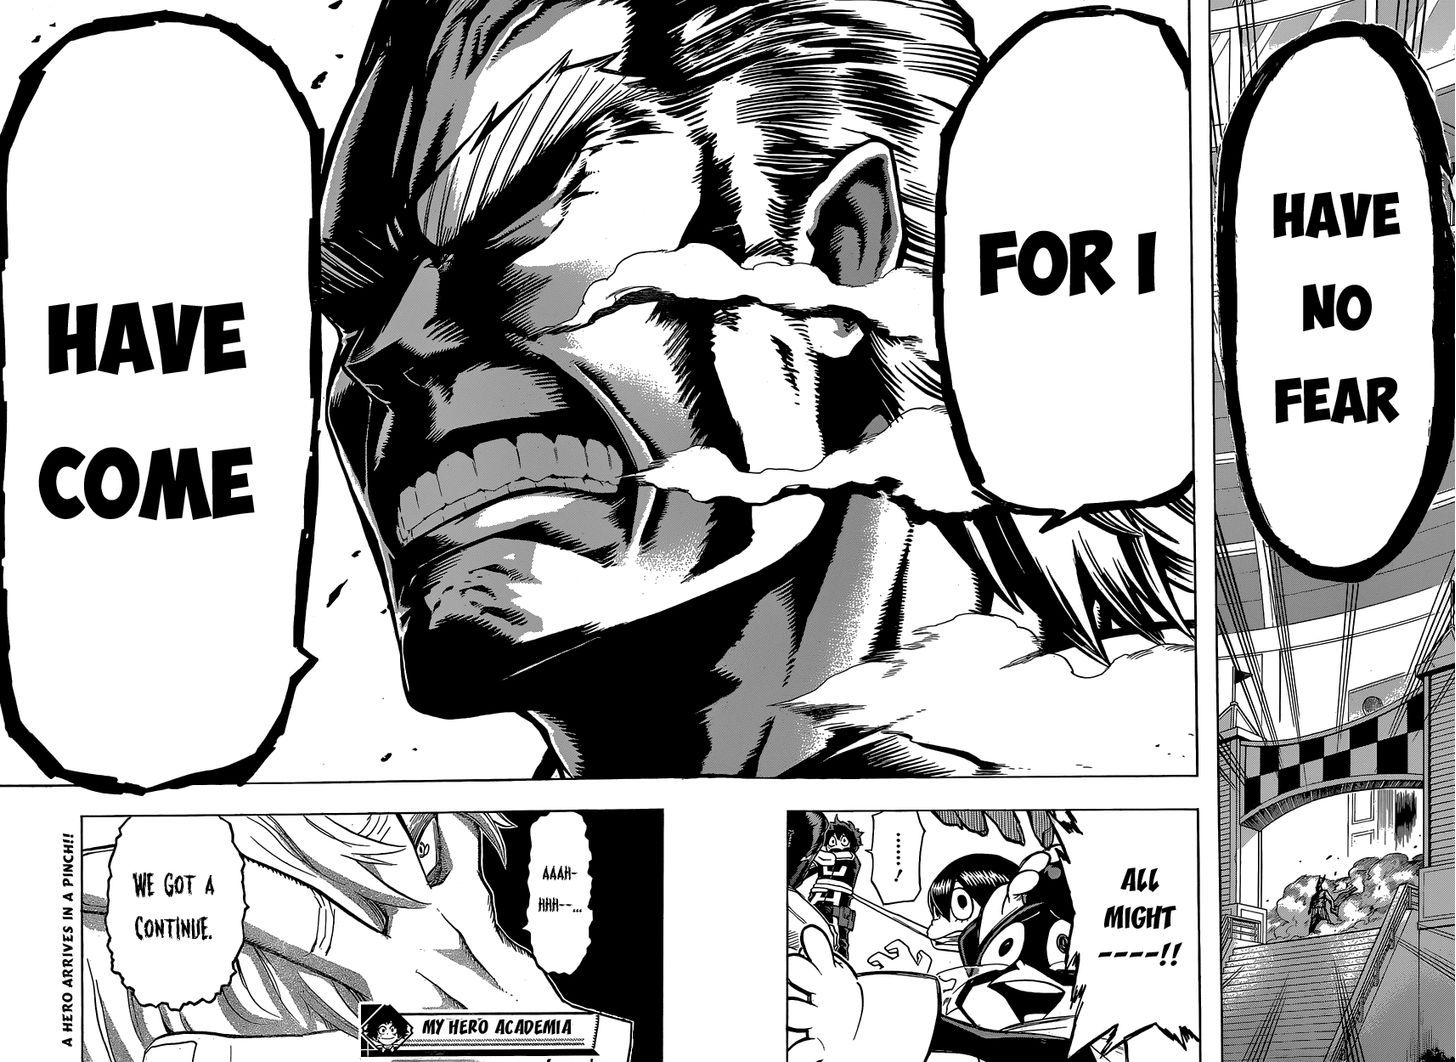 HAVE
NO
FEAR
FOR I
HAVE
COME
ALL
MIGHT
----!!
......!
AAAH-
HHH--...
WE GOT A
CONTINUE.
A HERO ARRIVES IN A PINCH!!
MY HERO ACADEMIA